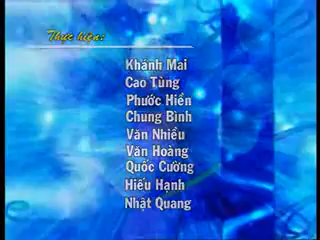 Thực hiện:
Khánh Mai
Cao Tùng
Phước Hiền
Chung Bình
Văn Nhiều
Văn Hoàng
Quốc Cường
Hiếu Hạnh
Nhật Quang